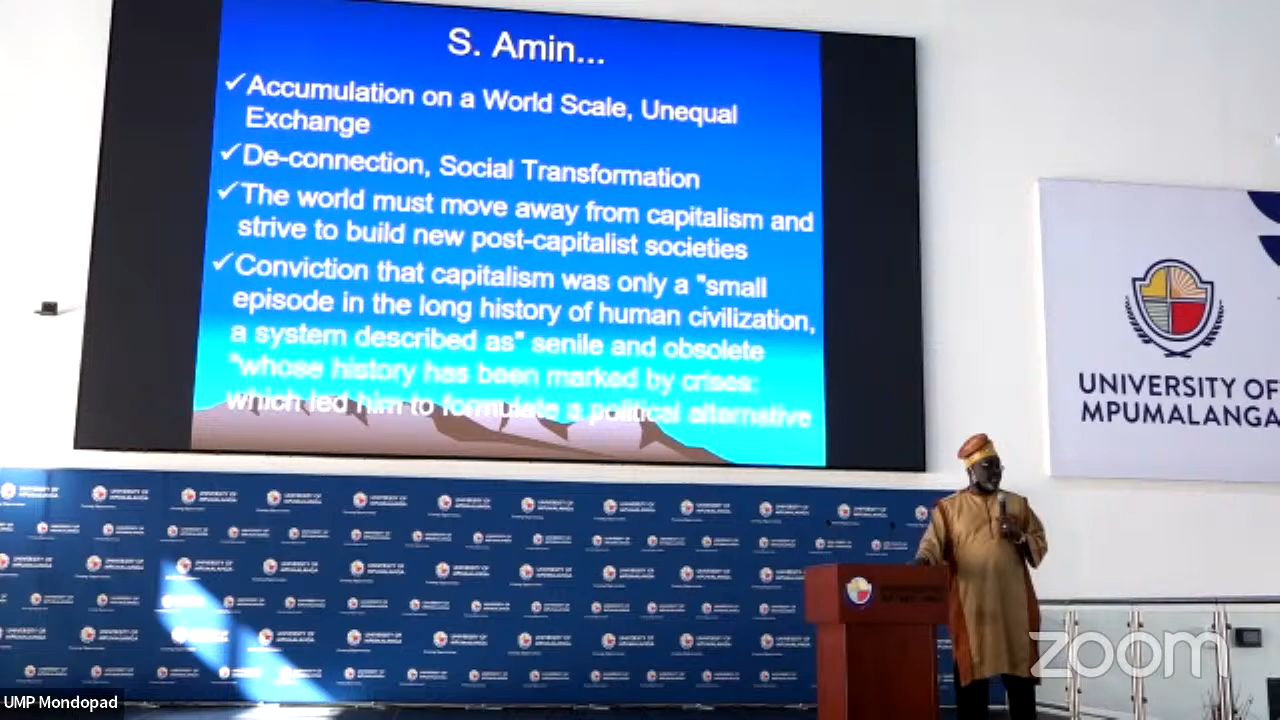 S. Amin...
✓Accumulation on a World Scale, Unequal
Exchange
✓De-connection, Social Transformation
✓The world must move away from capitalism and
strive to build new post-capitalist societies
✓Conviction that capitalism was only a "small
episode in the long history of human civilization,
a system described as" senile and obsolete
"whose history has been marked by crises:
which led him to formulate a political alternative
UNIVERSITY OF
MPUMALANGA
UNIVERSITY OF
MPUMALANGA
zoom
UMP Mondopad